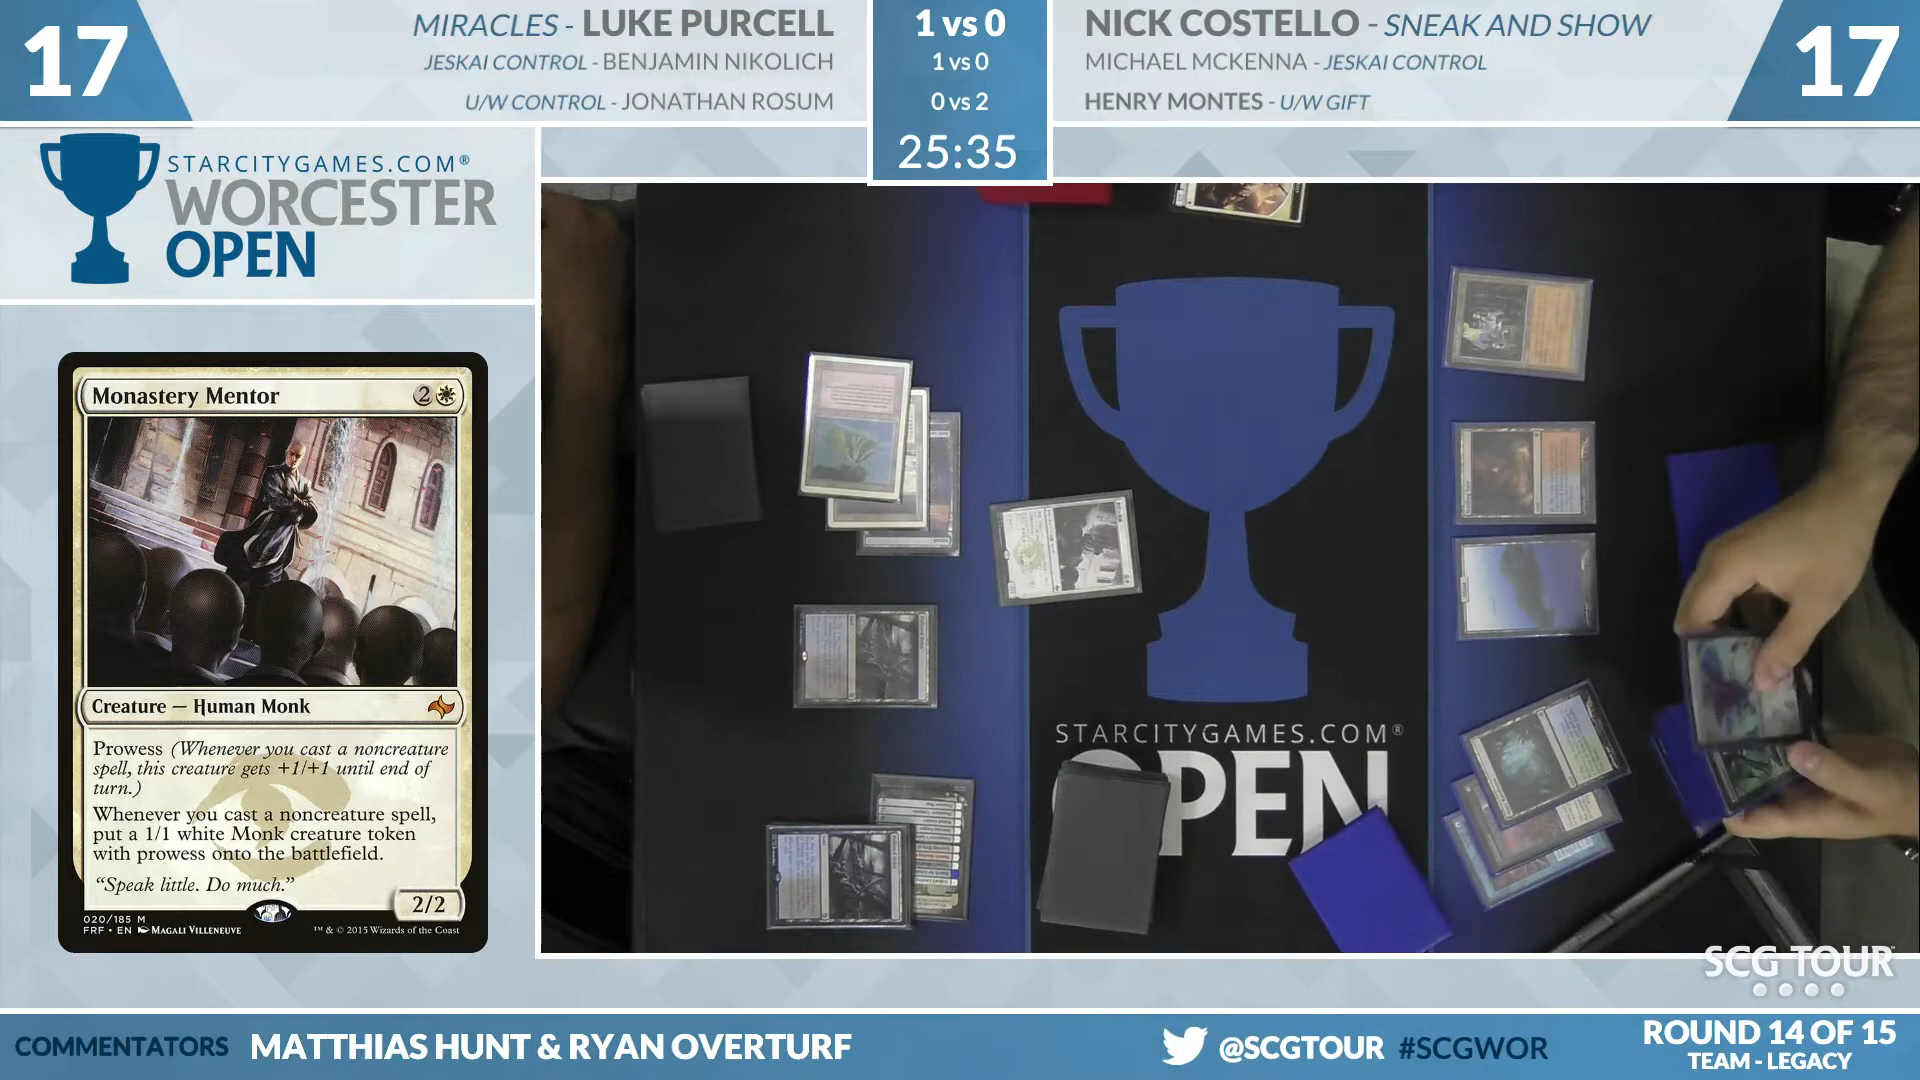 17
MIRACLES - LUKE PURCELL
JESKAI CONTROL - BENJAMIN NIKOLICH
U/W CONTROL - JONATHAN ROSUM
1 vs 0
1 vs 0
0 vs 2
25:35
NICK COSTELLO - SNEAK AND SHOW
MICHAEL MCKENNA - JESKAI CONTROL
HENRY MONTES - U/W GIFT
17
STARCITYGAMES.COM®
WORCESTER
OPEN
Monastery Mentor 2
Creature — Human Monk
Prowess (Whenever you cast a noncreature
spell, this creature gets +1/+1 until end of
turn.)
Whenever you cast a noncreature spell,
put a 1/1 white Monk creature token
with prowess onto the battlefield.
“Speak little. Do much.”
2/2
020/185 M
FRF • EN MAGALI VILLENEUVE
™ & © 2015 Wizards of the Coast
STARCITYGAMES.COM®
OPEN
SCG TOUR™
COMMENTATORS MATTHIAS HUNT & RYAN OVERTURF
@SCGTOUR #SCGWOR
ROUND 14 OF 15
TEAM - LEGACY